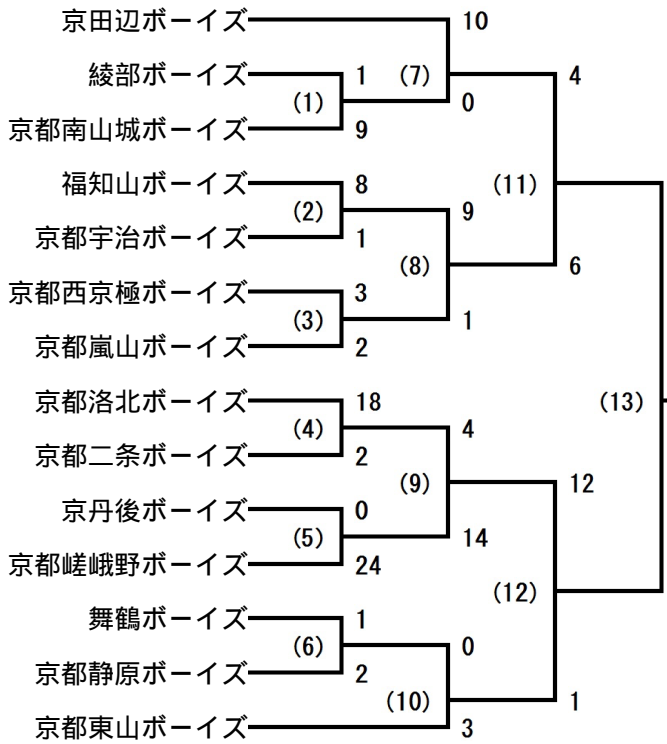 京田辺ボーイズ 10
綾部ボーイズ 1 (7) 4
(1) 0
京都南山城ボーイズ 9
福知山ボーイズ 8 (11)
(2) 9
京都宇治ボーイズ 1
(8) 6
京都西京極ボーイズ 3
(3) 1
京都嵐山ボーイズ 2
京都洛北ボーイズ 18 (13)
(4) 4
京都二条ボーイズ 2
(9) 12
京丹後ボーイズ 0
(5) 14
京都嵯峨野ボーイズ 24
(12)
舞鶴ボーイズ 1
(6) 0
京都静原ボーイズ 2
(10) 1
京都東山ボーイズ 3